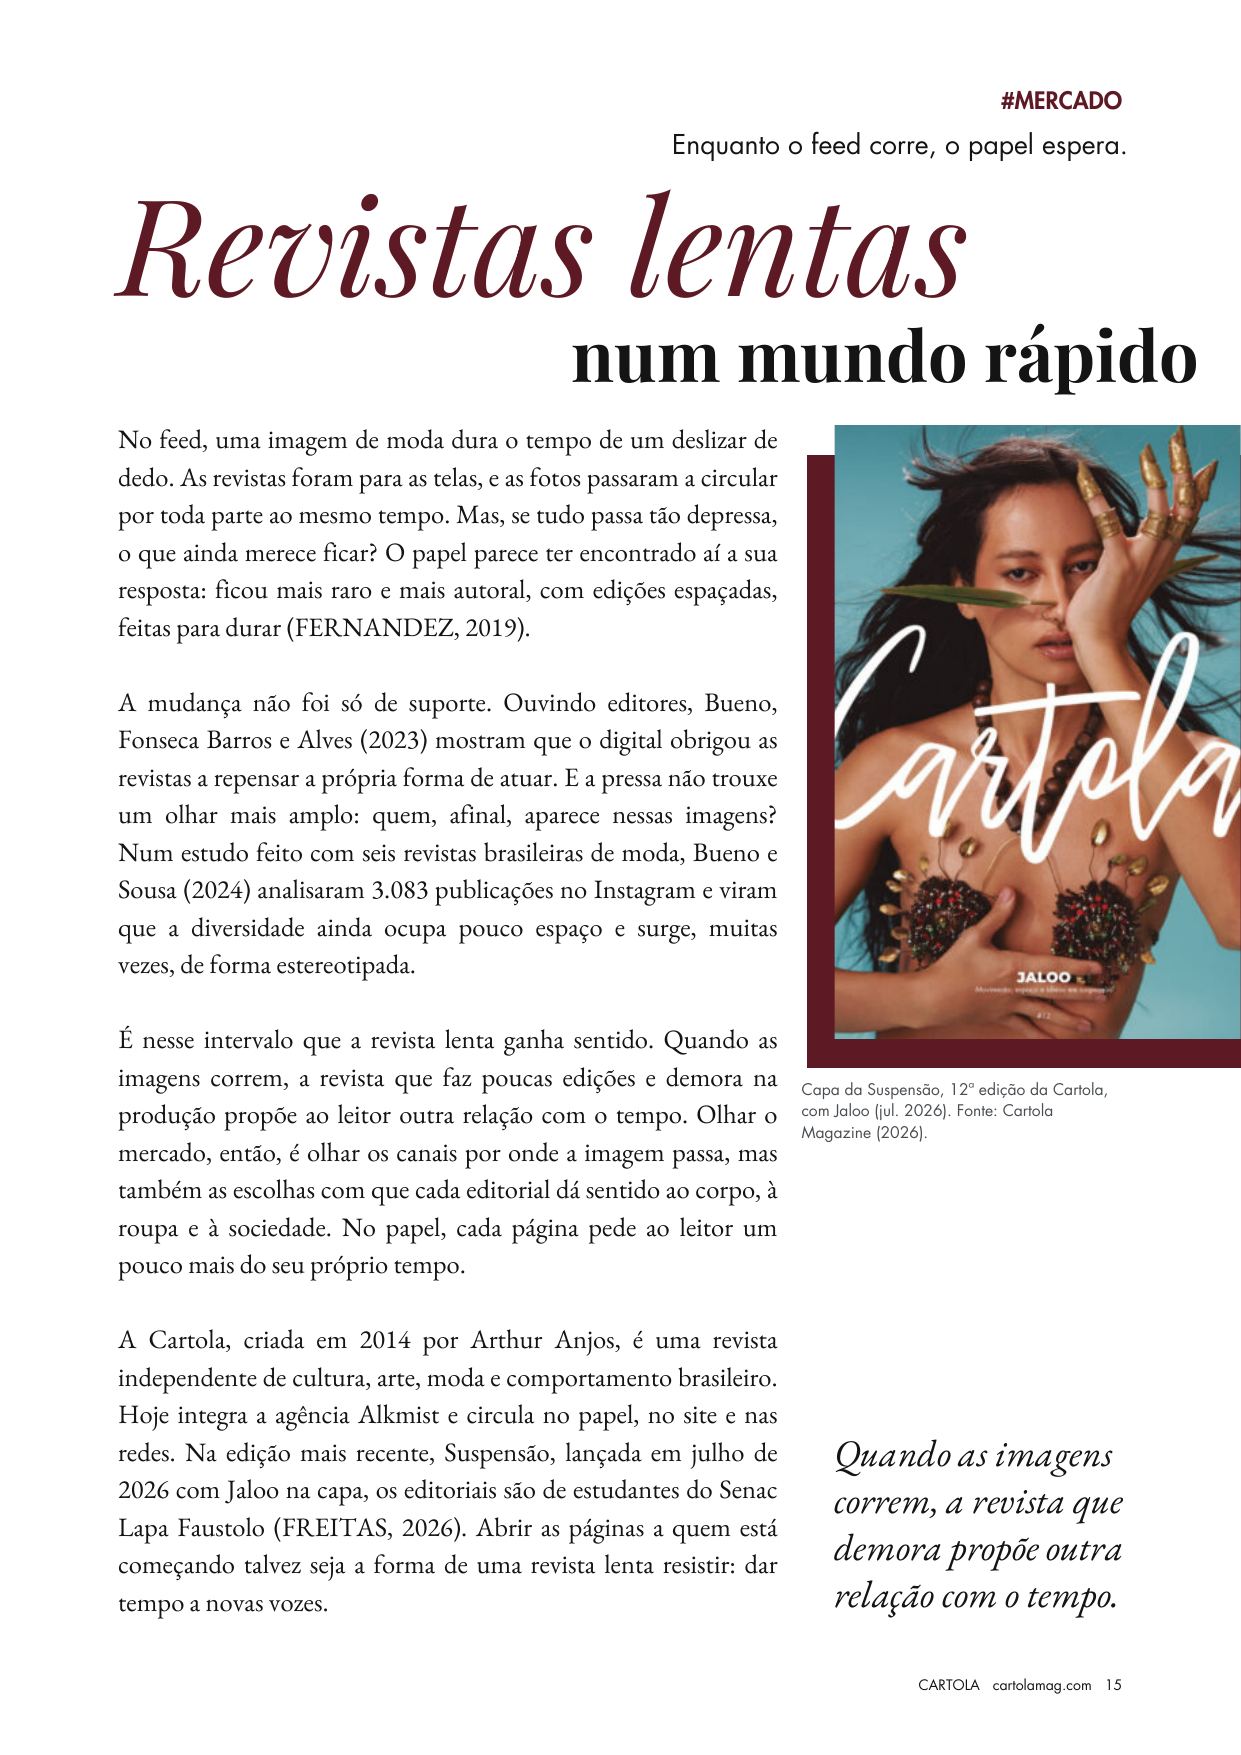 #MERCADO
Enquanto o feed corre, o papel espera.
Revistas lentas
num mundo rápido
No feed, uma imagem de moda dura o tempo de um deslizar de
dedo. As revistas foram para as telas, e as fotos passaram a circular
por toda parte ao mesmo tempo. Mas, se tudo passa tão depressa,
o que ainda merece ficar? O papel parece ter encontrado aí a sua
resposta: ficou mais raro e mais autoral, com edições espaçadas,
feitas para durar (FERNANDEZ, 2019).
A mudança não foi só de suporte. Ouvindo editores, Bueno,
Fonseca Barros e Alves (2023) mostram que o digital obrigou as
revistas a repensar a própria forma de atuar. E a pressa não trouxe
um olhar mais amplo: quem, afinal, aparece nessas imagens?
Num estudo feito com seis revistas brasileiras de moda, Bueno e
Sousa (2024) analisaram 3.083 publicações no Instagram e viram
que a diversidade ainda ocupa pouco espaço e surge, muitas
vezes, de forma estereotipada.
É nesse intervalo que a revista lenta ganha sentido. Quando as
imagens correm, a revista que faz poucas edições e demora na
produção propõe ao leitor outra relação com o tempo. Olhar o
mercado, então, é olhar os canais por onde a imagem passa, mas
também as escolhas com que cada editorial dá sentido ao corpo, à
roupa e à sociedade. No papel, cada página pede ao leitor um
pouco mais do seu próprio tempo.
A Cartola, criada em 2014 por Arthur Anjos, é uma revista
independente de cultura, arte, moda e comportamento brasileiro.
Hoje integra a agência Alkmist e circula no papel, no site e nas
redes. Na edição mais recente, Suspensão, lançada em julho de
2026 com Jaloo na capa, os editoriais são de estudantes do Senac
Lapa Faustolo (FREITAS, 2026). Abrir as páginas a quem está
começando talvez seja a forma de uma revista lenta resistir: dar
tempo a novas vozes.
Cartola
JALOO
Movimento, espaço e ideias em suspensão
#12
Capa da Suspensão, 12ª edição da Cartola,
com Jaloo (jul. 2026). Fonte: Cartola
Magazine (2026).
Quando as imagens
correm, a revista que
demora propõe outra
relação com o tempo.
CARTOLA cartolamag.com 15